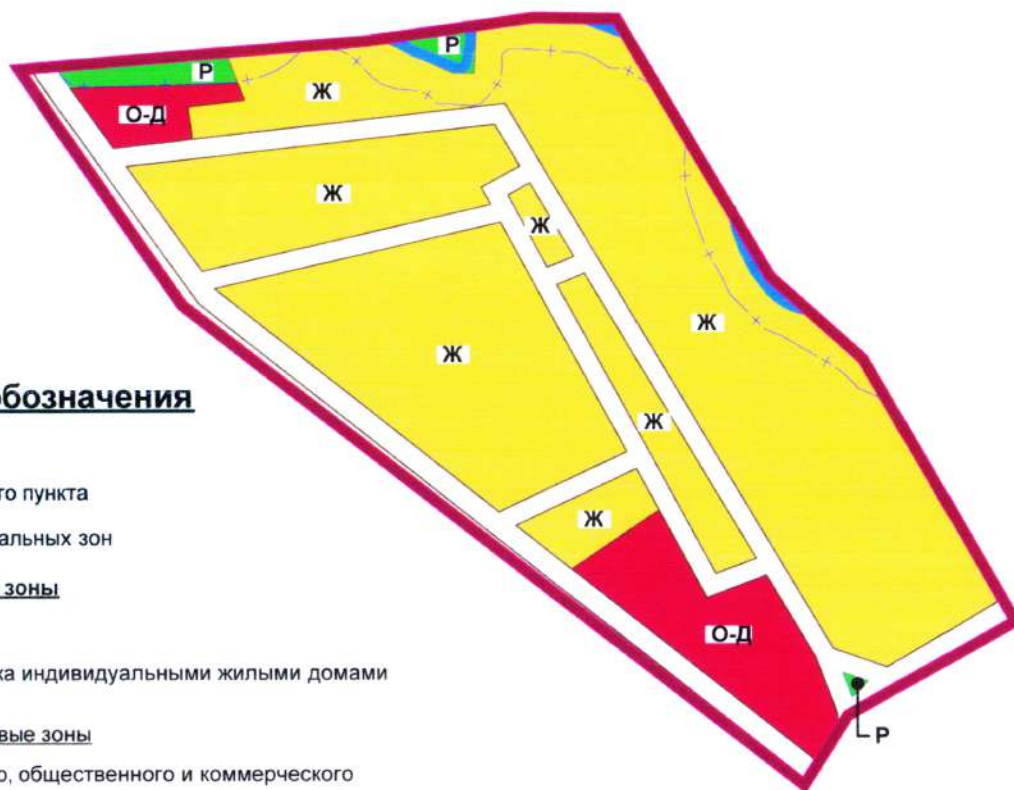 Р
Р
О-Д
Ж
Ж
Ж
Ж
Ж
обозначения
Ж
го пункта
Ж
альных зон
зоны
О-Д
ка индивидуальными жилыми домами
Р
вые зоны
о, общественного и коммерческого